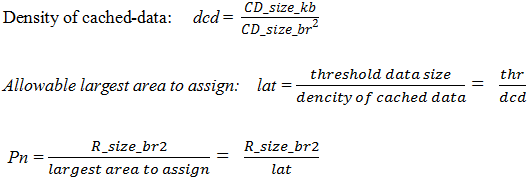 Density of cached-data: dcd = CD_size_kb / CD_size_br²
Allowable largest area to assign: lat = threshold data size / dencity of cached data = thr / dcd
Pn = R_size_br2 / largest area to assign = R_size_br2 / lat